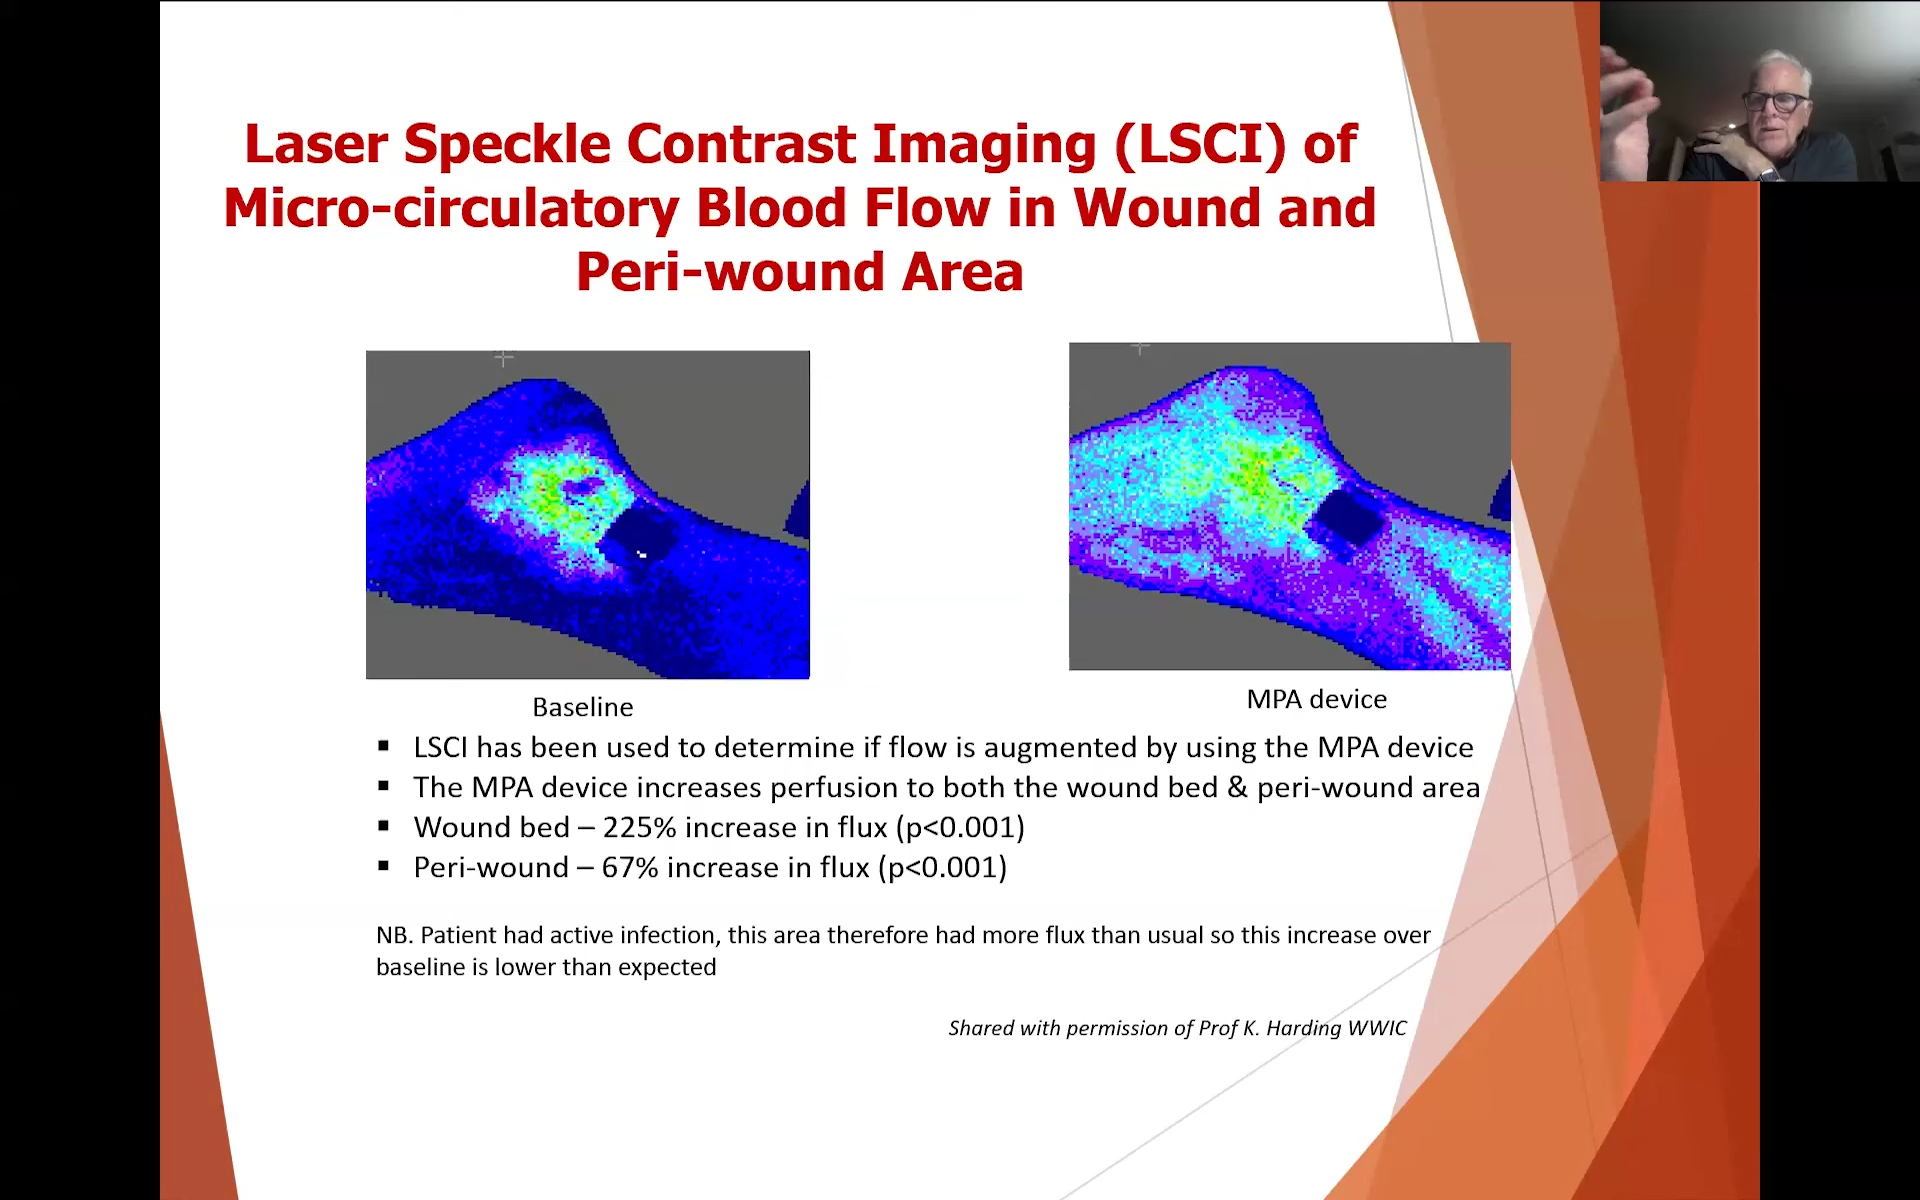 Laser Speckle Contrast Imaging (LSCI) of
Micro-circulatory Blood Flow in Wound and
Peri-wound Area
Baseline
MPA device
▪ LSCI has been used to determine if flow is augmented by using the MPA device
▪ The MPA device increases perfusion to both the wound bed & peri-wound area
▪ Wound bed – 225% increase in flux (p<0.001)
▪ Peri-wound – 67% increase in flux (p<0.001)
NB. Patient had active infection, this area therefore had more flux than usual so this increase over
baseline is lower than expected
Shared with permission of Prof K. Harding WWIC